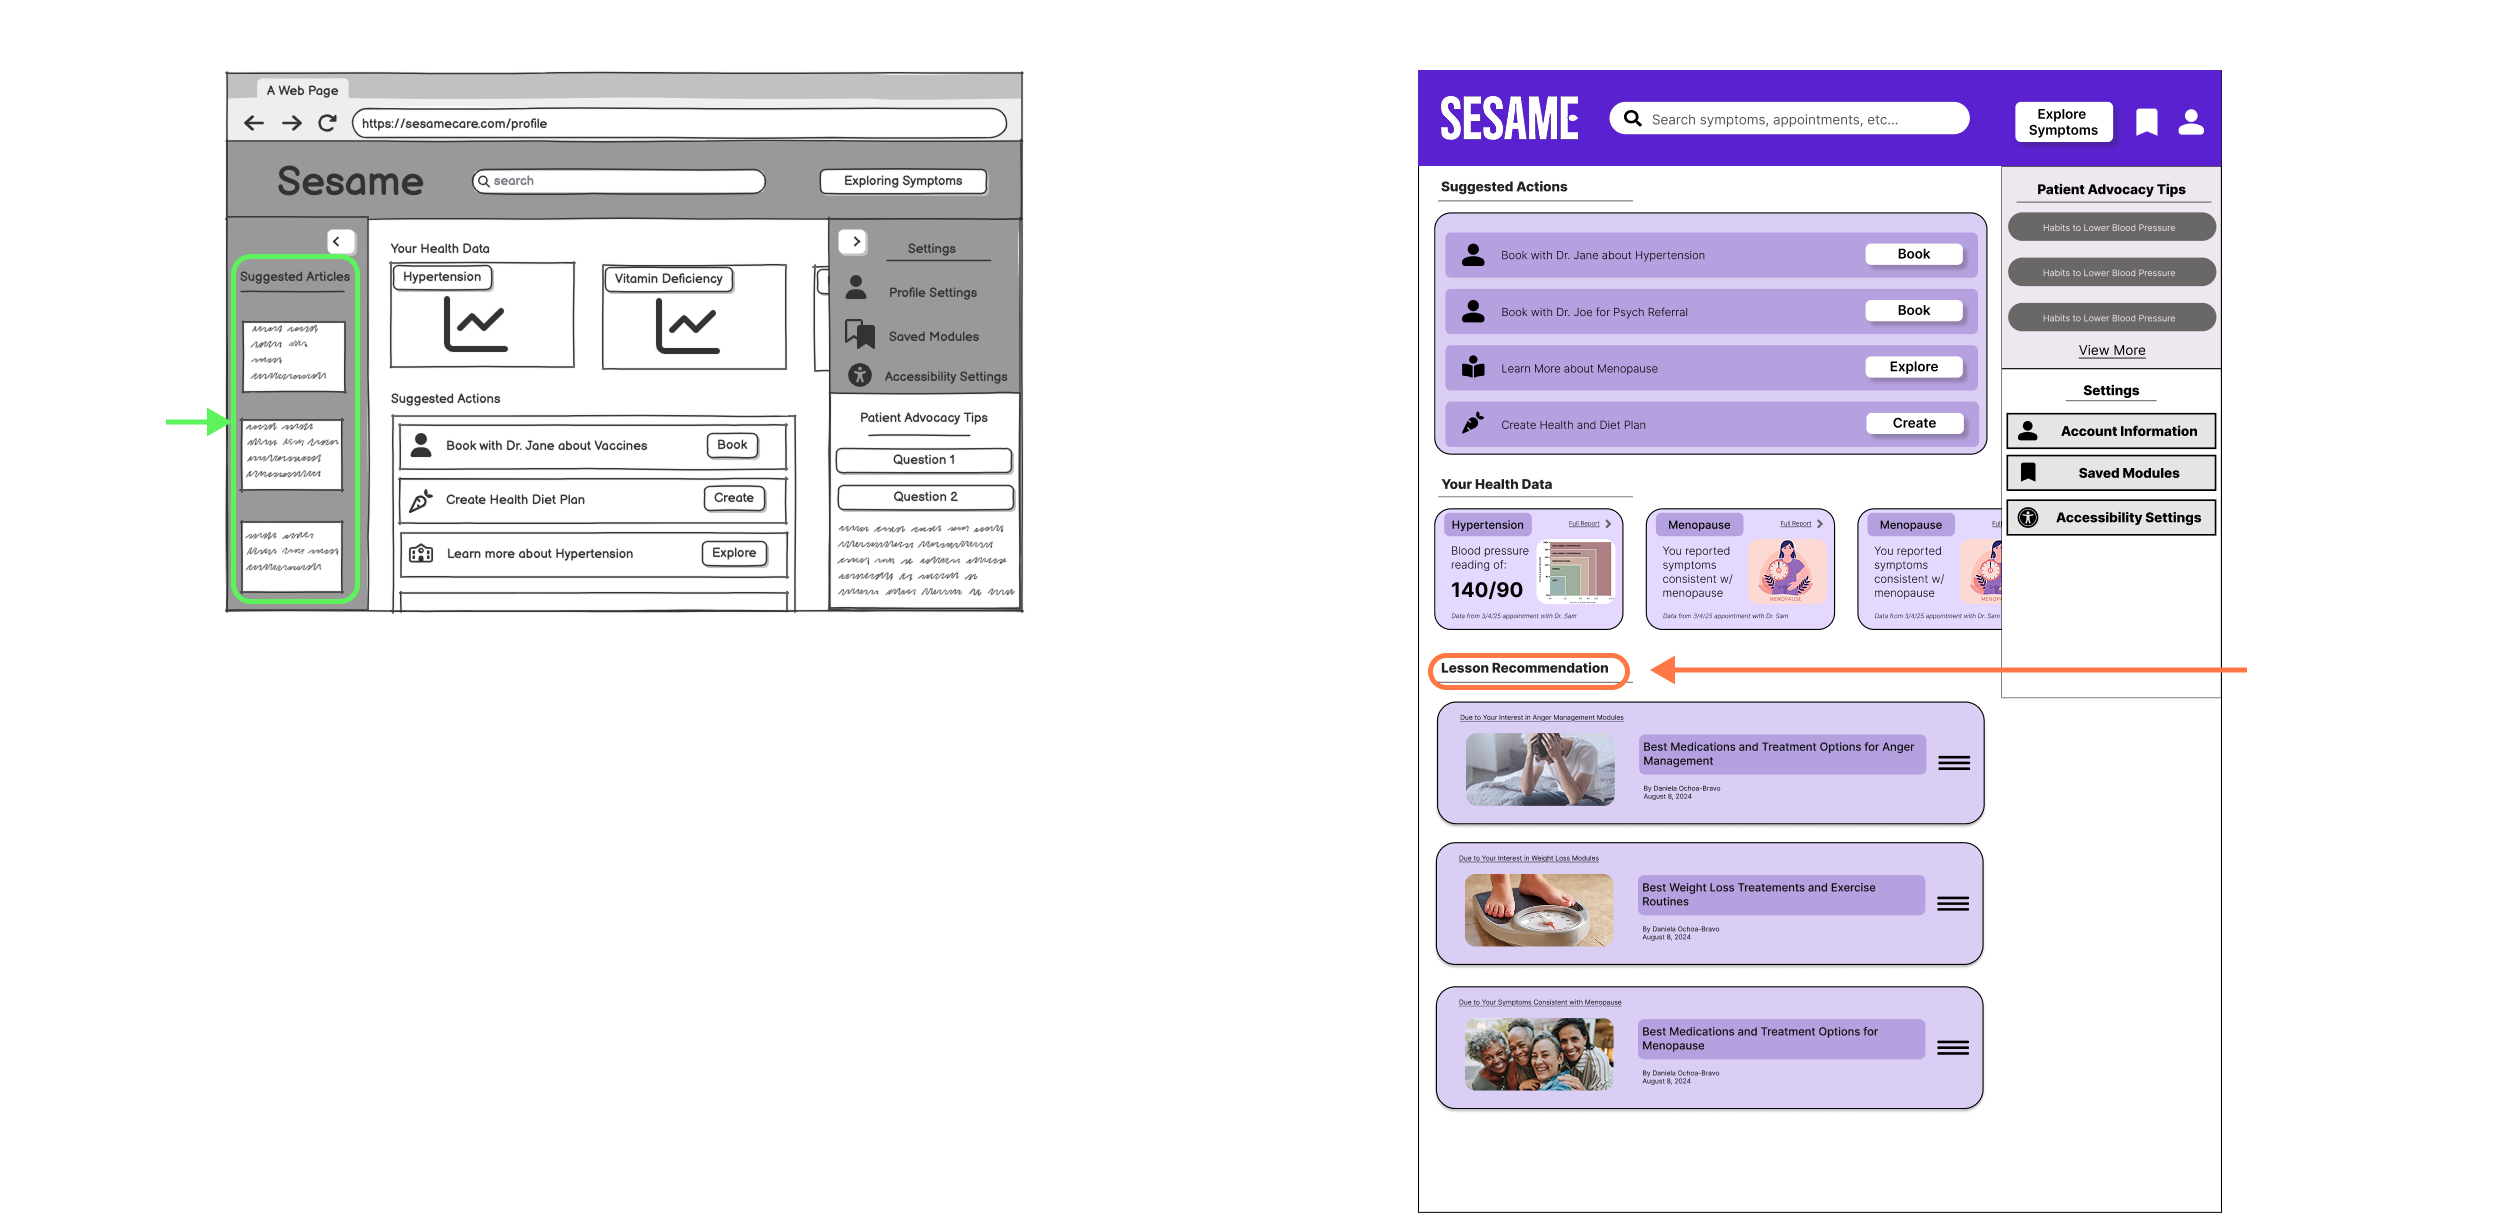 A Web Page
https://sesamecare.com/profile
Sesame
search
Exploring Symptoms
Suggested Articles
Your Health Data
Hypertension
Vitamin Deficiency
Suggested Actions
Book with Dr. Jane about Vaccines
Book
Create Health Diet Plan
Create
Learn more about Hypertension
Explore
Settings
Profile Settings
Saved Modules
Accessibility Settings
Patient Advocacy Tips
Question 1
Question 2
SESAME
Search symptoms, appointments, etc...
Explore
Symptoms
Suggested Actions
Book with Dr. Jane about Hypertension
Book
Book with Dr. Joe for Psych Referral
Book
Learn More about Menopause
Explore
Create Health and Diet Plan
Create
Patient Advocacy Tips
Habits to Lower Blood Pressure
Habits to Lower Blood Pressure
Habits to Lower Blood Pressure
View More
Settings
Account Information
Saved Modules
Accessibility Settings
Your Health Data
Hypertension
Full Report
Blood pressure
reading of:
140/90
Data from 3/4/25 appointment with Dr. Sam
Menopause
Full Report
You reported
symptoms
consistent w/
menopause
MENOPAUSE
Data from 3/4/25 appointment with Dr. Sam
Menopause
Full
You reported
symptoms
consistent w/
menopause
MENOPA
Data from 3/4/25 appointment with Dr. Sam
Lesson Recommendation
Due to Your Interest in Anger Management Modules
Best Medications and Treatment Options for Anger
Management
By Daniela Ochoa-Bravo
August 8, 2024
Due to Your Interest in Weight Loss Modules
Best Weight Loss Treatements and Exercise
Routines
By Daniela Ochoa-Bravo
August 8, 2024
Due to Your Symptoms Consistent with Menopause
Best Medications and Treatment Options for
Menopause
By Daniela Ochoa-Bravo
August 8, 2024